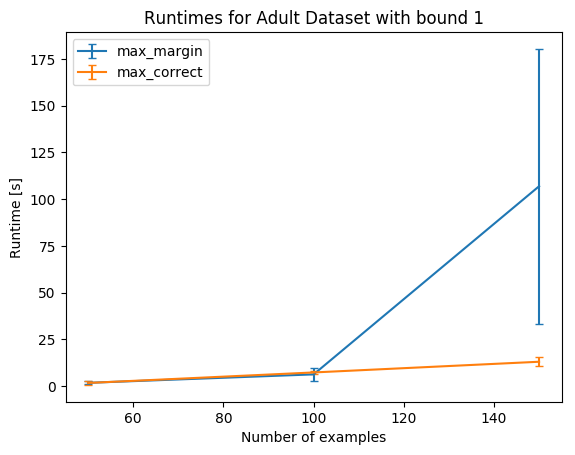 Runtimes for Adult Dataset with bound 1
max_margin
max_correct
175
150
125
100
75
50
25
0
Runtime [s]
60
80
100
120
140
Number of examples